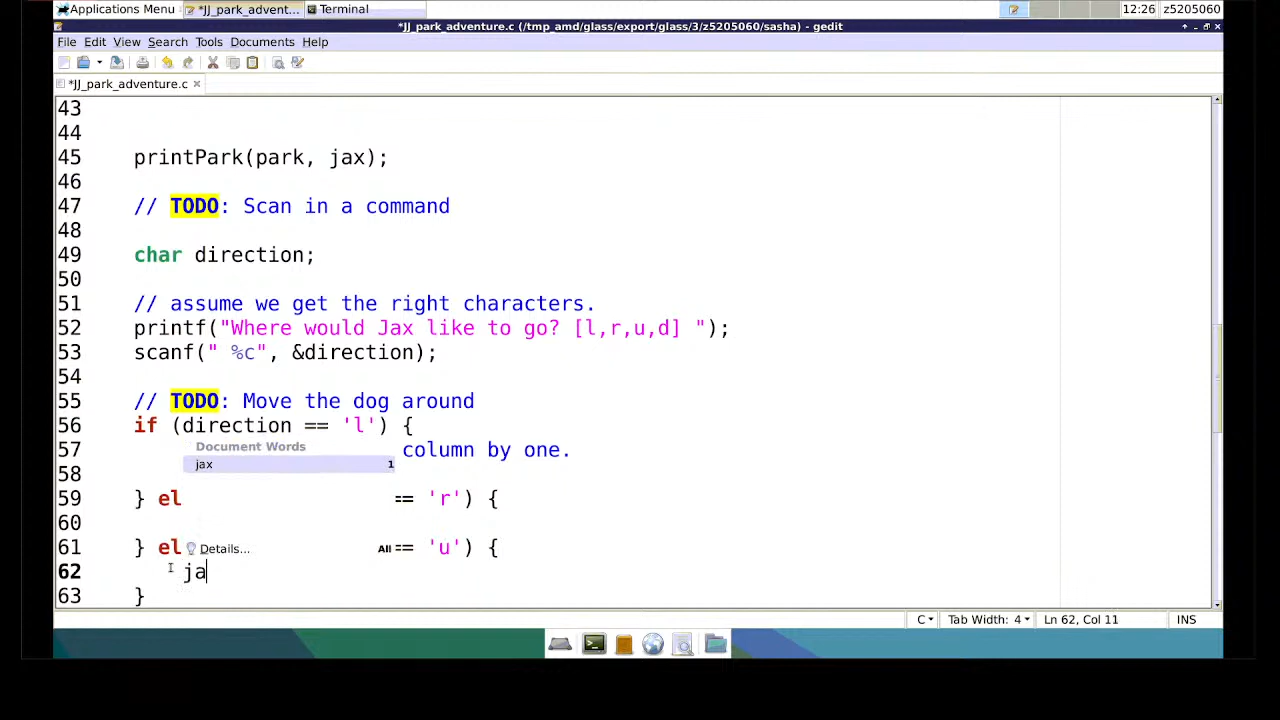 Applications Menu *JJ_park_advent... Terminal 12:26 z5205060
*JJ_park_adventure.c (/tmp_amd/glass/export/glass/3/z5205060/sasha) - gedit
File Edit View Search Tools Documents Help
*JJ_park_adventure.c ×
43
44
45 printPark(park, jax);
46
47 // TODO: Scan in a command
48
49 char direction;
50
51 // assume we get the right characters.
52 printf("Where would Jax like to go? [l,r,u,d] ");
53 scanf(" %c", &direction);
54
55 // TODO: Move the dog around
56 if (direction == 'l') {
Document Words
57 column by one.
jax 1
58
59 } el == 'r') {
60
61 } el == 'u') {
Details... All
62 ja
63 }
C Tab Width: 4 Ln 62, Col 11 INS